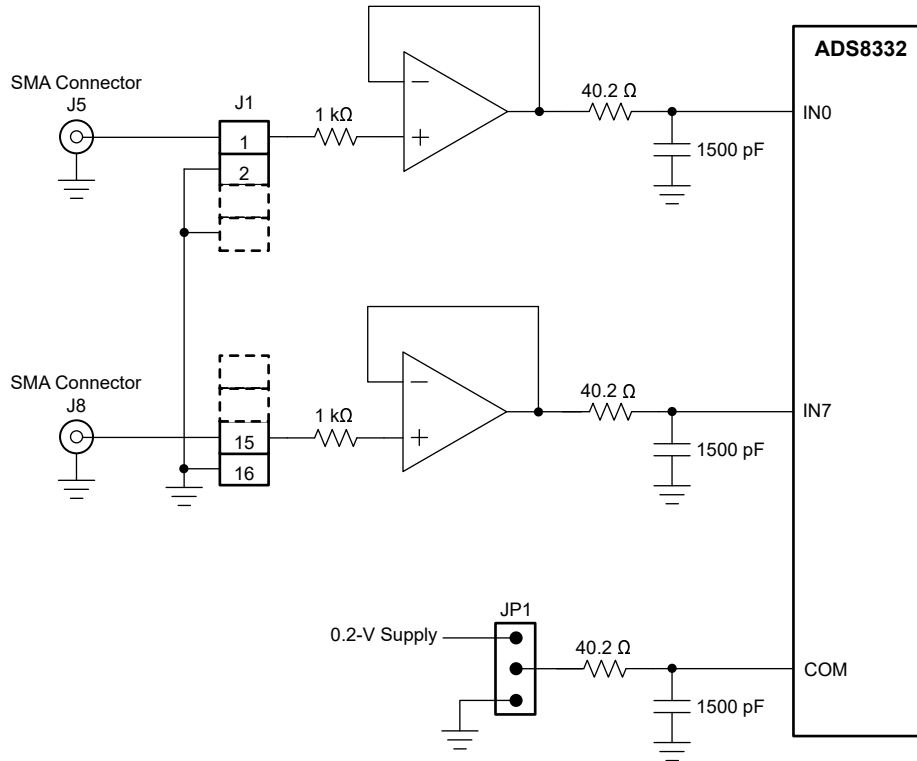 ADS8332
SMA Connector
J5
J1
1 kΩ
40.2 Ω
1
2
−
+
IN0
1500 pF
SMA Connector
J8
1 kΩ
40.2 Ω
15
16
−
+
IN7
1500 pF
JP1
0.2-V Supply
40.2 Ω
COM
1500 pF